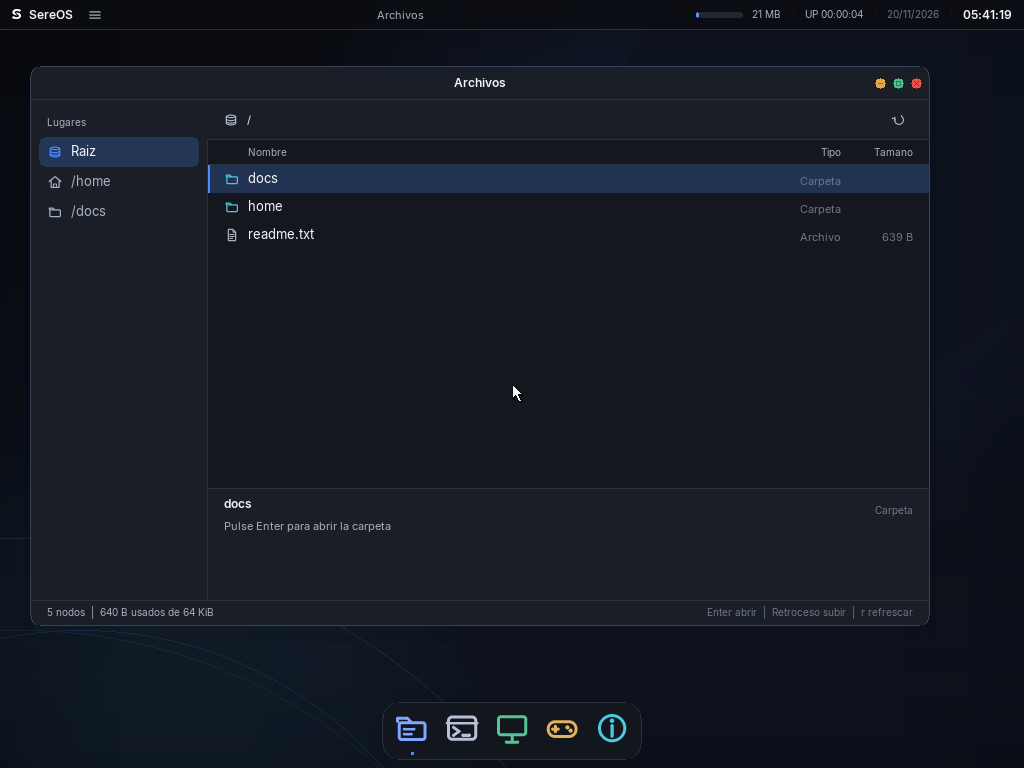 SereOS Archivos 21 MB UP 00:00:04 20/11/2026 05:41:19
Archivos
Lugares
Raiz
/home
/docs
/
Nombre Tipo Tamano
docs Carpeta
home Carpeta
readme.txt Archivo 639 B
docs Carpeta
Pulse Enter para abrir la carpeta
5 nodos | 640 B usados de 64 KiB Enter abrir | Retroceso subir | r refrescar